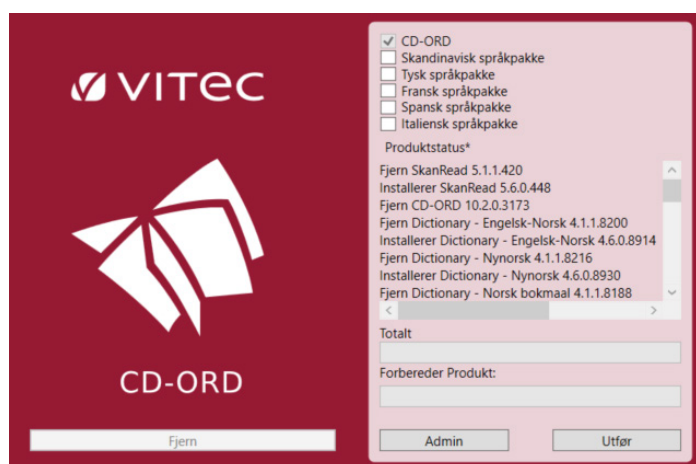 VITEC
CD-ORD
Fjern
CD-ORD
Skandinavisk språkpakke
Tysk språkpakke
Fransk språkpakke
Spansk språkpakke
Italiensk språkpakke
Produktstatus*
Fjern SkanRead 5.1.1.420
Installerer SkanRead 5.6.0.448
Fjern CD-ORD 10.2.0.3173
Fjern Dictionary - Engelsk-Norsk 4.1.1.8200
Installerer Dictionary - Engelsk-Norsk 4.6.0.8914
Fjern Dictionary - Nynorsk 4.1.1.8216
Installerer Dictionary - Nynorsk 4.6.0.8930
Fjern Dictionary - Norsk bokmaal 4.1.1.8188
Totalt
Forbereder Produkt:
Admin
Utfør